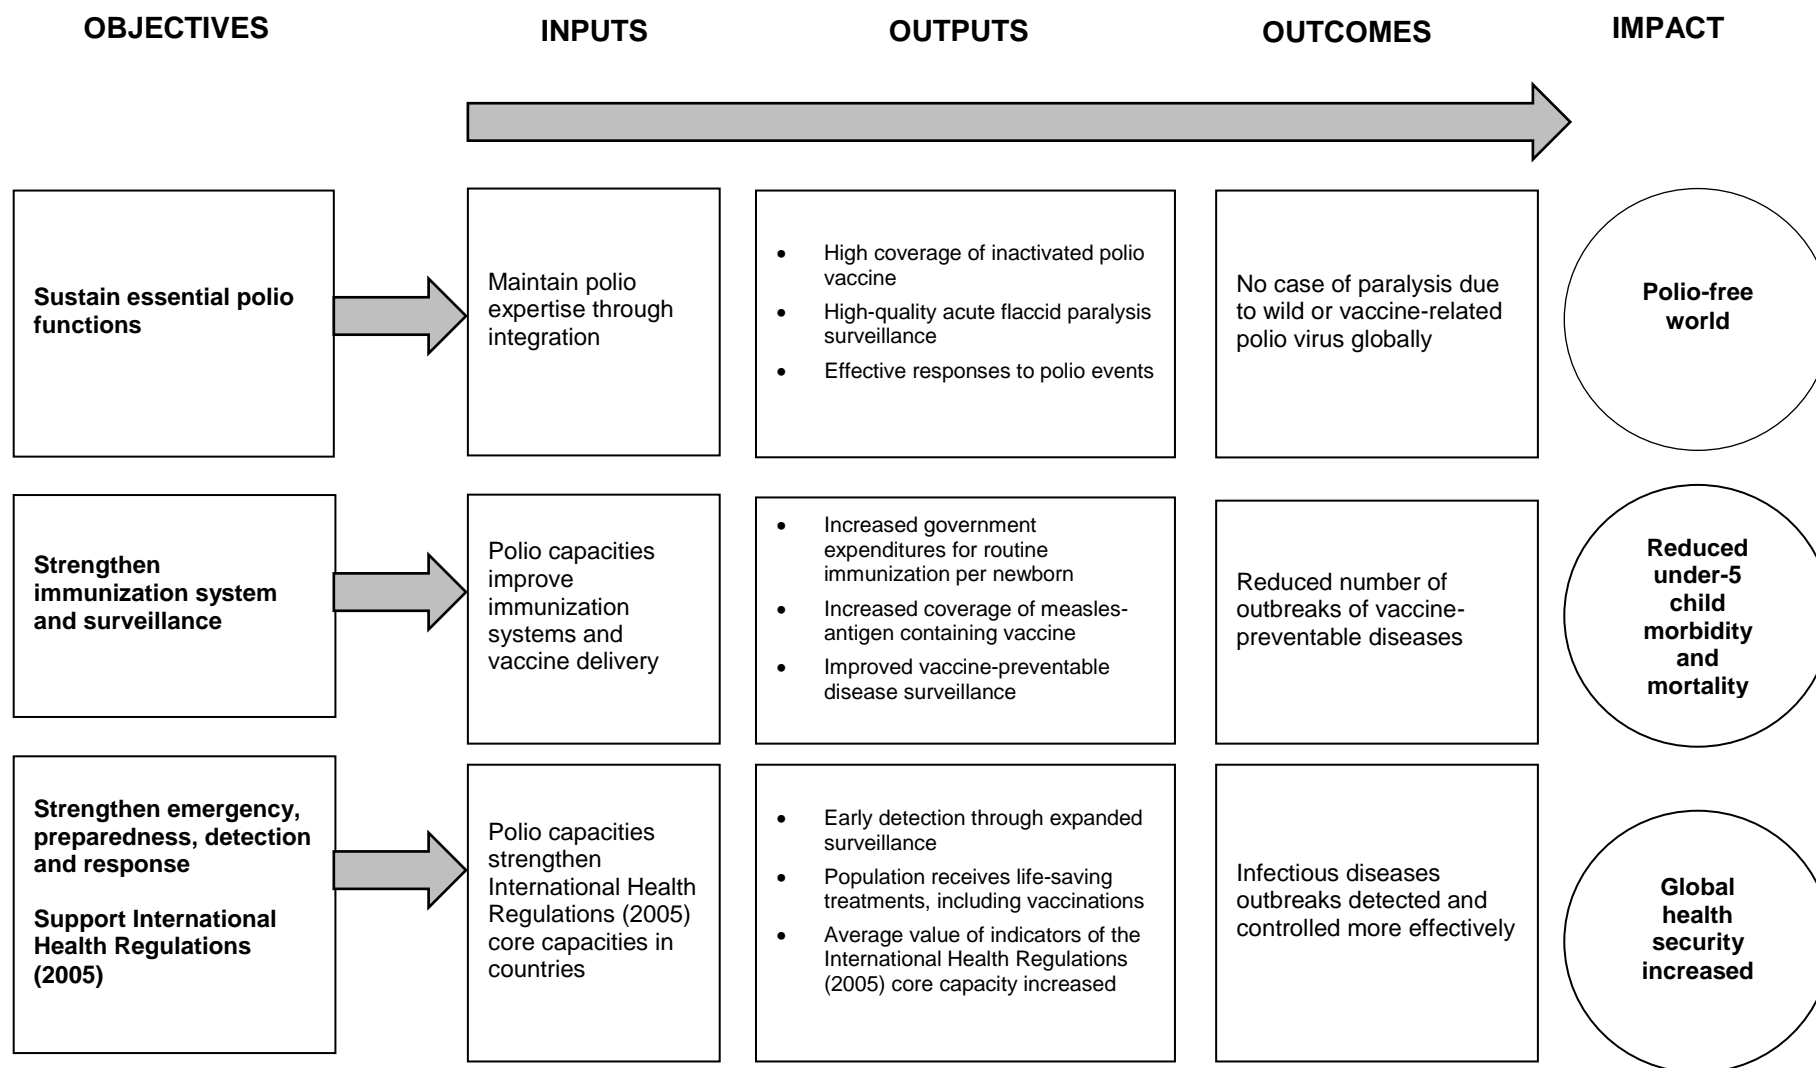 OBJECTIVES
INPUTS
OUTPUTS
OUTCOMES
IMPACT
Sustain essential polio
functions
Maintain polio
expertise through
integration
• High coverage of inactivated polio
vaccine
• High-quality acute flaccid paralysis
surveillance
• Effective responses to polio events
No case of paralysis due
to wild or vaccine-related
polio virus globally
Polio-free
world
Strengthen
immunization system
and surveillance
Polio capacities
improve
immunization
systems and
vaccine delivery
• Increased government
expenditures for routine
immunization per newborn
• Increased coverage of measles-
antigen containing vaccine
• Improved vaccine-preventable
disease surveillance
Reduced number of
outbreaks of vaccine-
preventable diseases
Reduced
under-5
child
morbidity
and
mortality
Strengthen emergency,
preparedness, detection
and response
Support International
Health Regulations
(2005)
Polio capacities
strengthen
International Health
Regulations (2005)
core capacities in
countries
• Early detection through expanded
surveillance
• Population receives life-saving
treatments, including vaccinations
• Average value of indicators of the
International Health Regulations
(2005) core capacity increased
Infectious diseases
outbreaks detected and
controlled more effectively
Global
health
security
increased